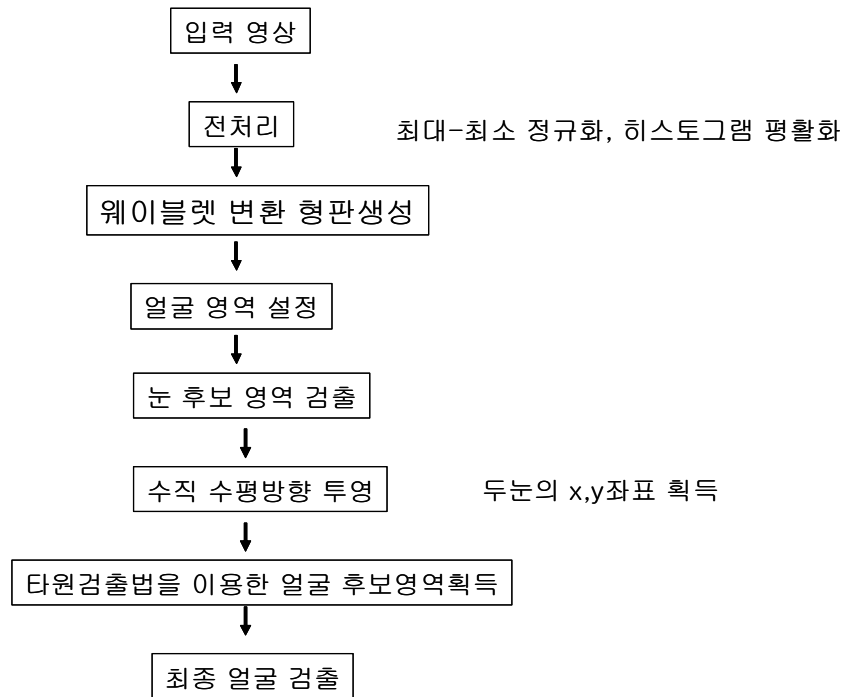 입력 영상
전처리
최대-최소 정규화, 히스토그램 평활화
웨이블렛 변환 형판생성
얼굴 영역 설정
눈 후보 영역 검출
수직 수평방향 투영
두눈의 x,y좌표 획득
타원검출법을 이용한 얼굴 후보영역획득
최종 얼굴 검출